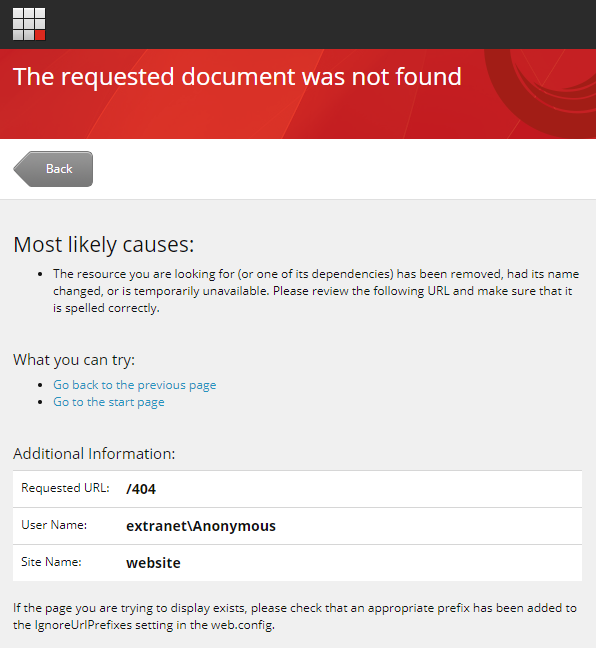 The requested document was not found
Back
Most likely causes:
• The resource you are looking for (or one of its dependencies) has been removed, had its name
changed, or is temporarily unavailable. Please review the following URL and make sure that it
is spelled correctly.
What you can try:
• Go back to the previous page
• Go to the start page
Additional Information:
Requested URL: /404
User Name: extranet\Anonymous
Site Name: website
If the page you are trying to display exists, please check that an appropriate prefix has been added to
the IgnoreUrlPrefixes setting in the web.config.